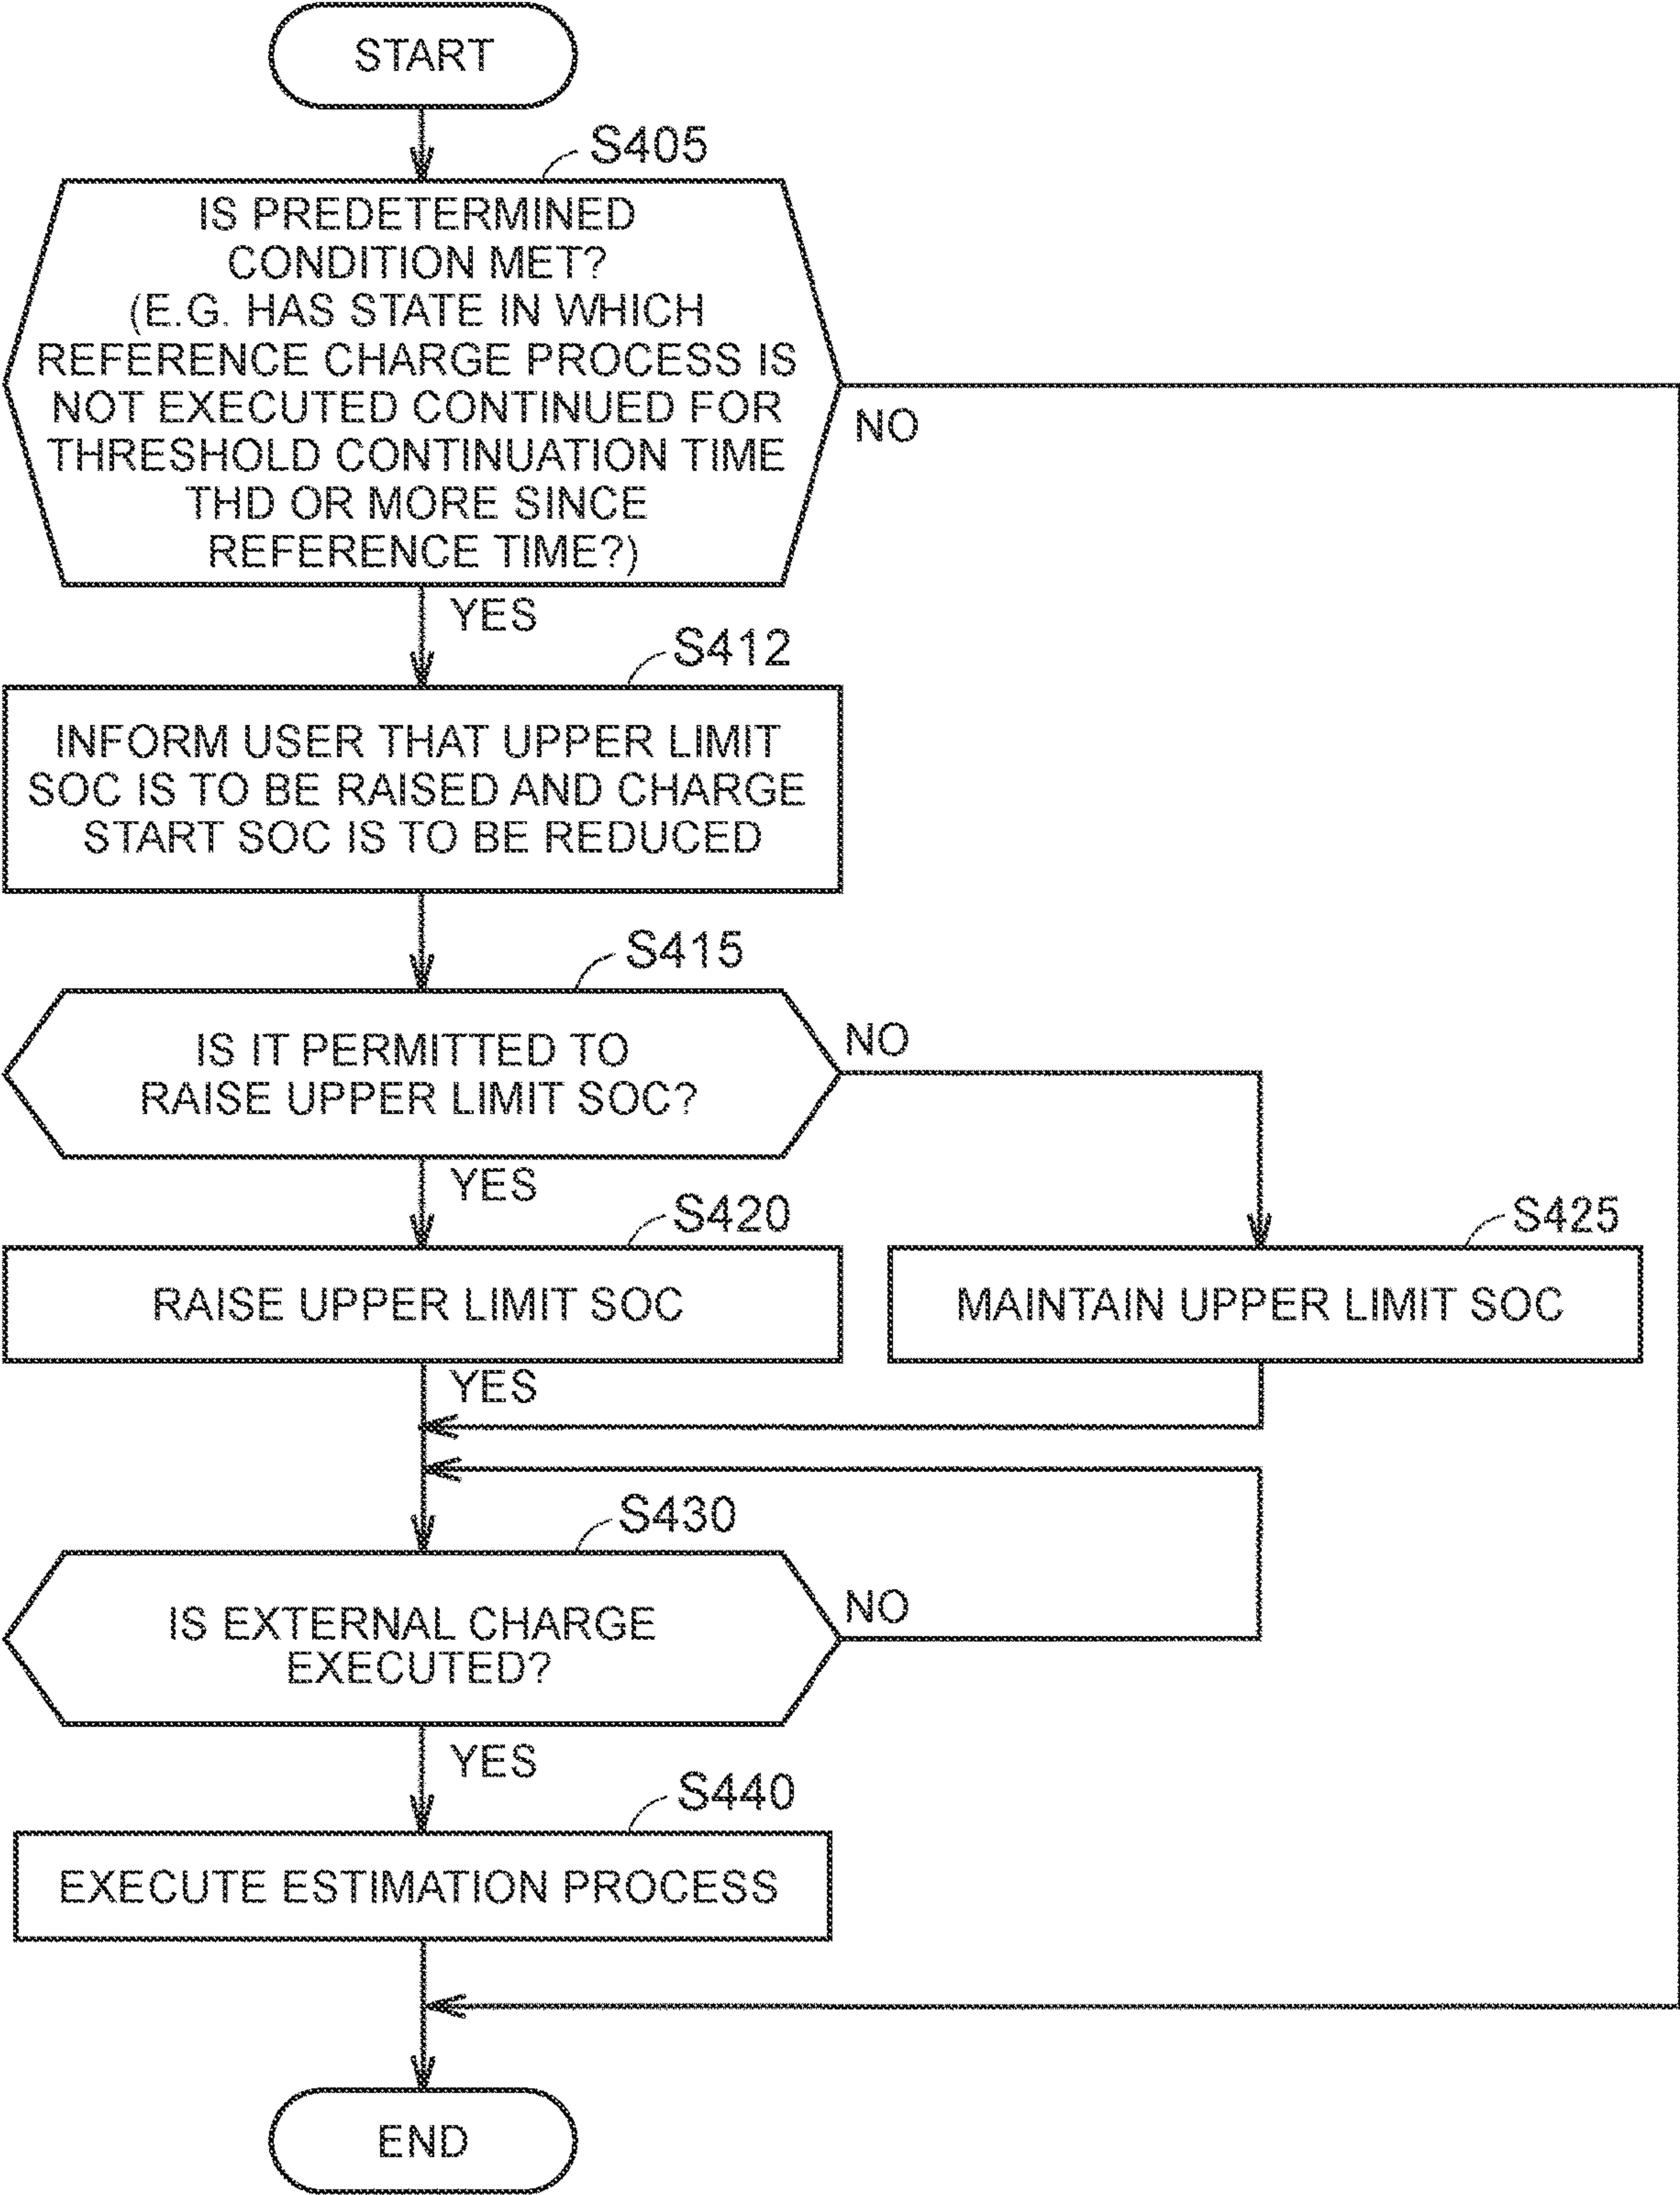 START
S405
IS PREDETERMINED
CONDITION MET?
(E.G. HAS STATE IN WHICH
REFERENCE CHARGE PROCESS IS
NOT EXECUTED CONTINUED FOR
THRESHOLD CONTINUATION TIME
THD OR MORE SINCE
REFERENCE TIME?)
NO
YES
S412
INFORM USER THAT UPPER LIMIT
SOC IS TO BE RAISED AND CHARGE
START SOC IS TO BE REDUCED
S415
IS IT PERMITTED TO
RAISE UPPER LIMIT SOC?
NO
YES
S420
RAISE UPPER LIMIT SOC
S425
MAINTAIN UPPER LIMIT SOC
YES
S430
IS EXTERNAL CHARGE
EXECUTED?
NO
YES
S440
EXECUTE ESTIMATION PROCESS
END